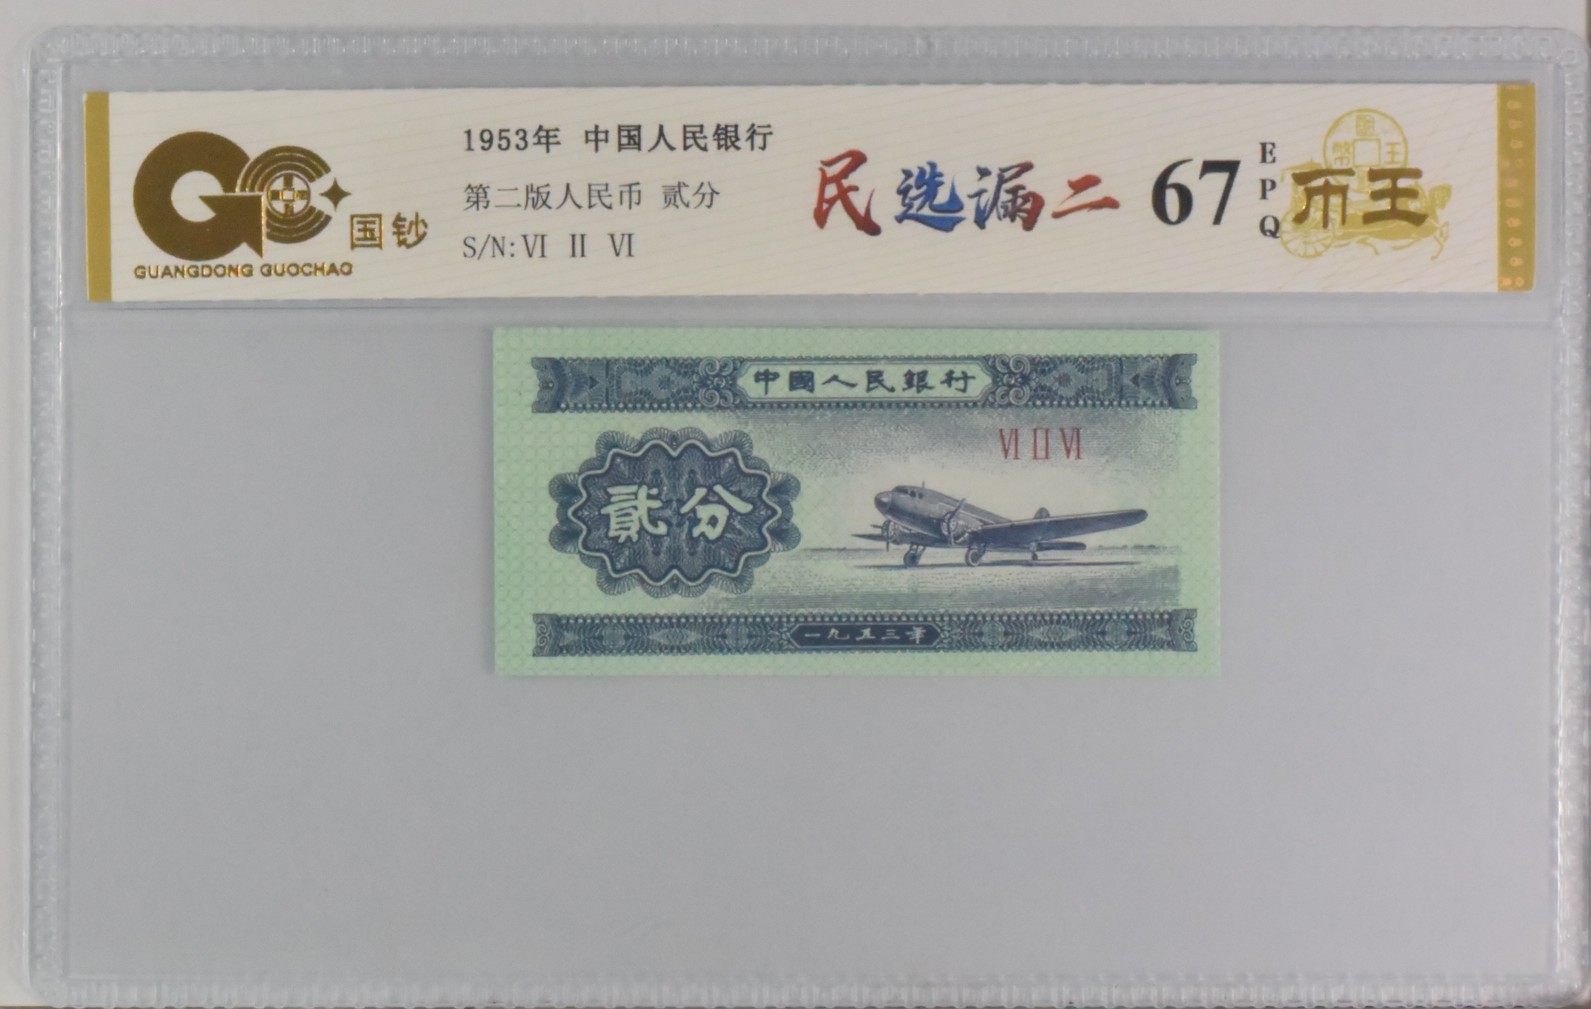 1953年 中国人民银行
第二版人民币 贰分
S/N:Ⅵ Ⅱ Ⅵ
国钞
GUANGDONG GUOCHAO
民选漏二
67
E
P
Q
币王
中國人民銀行
Ⅵ Ⅱ Ⅵ
貳分
一九五三年